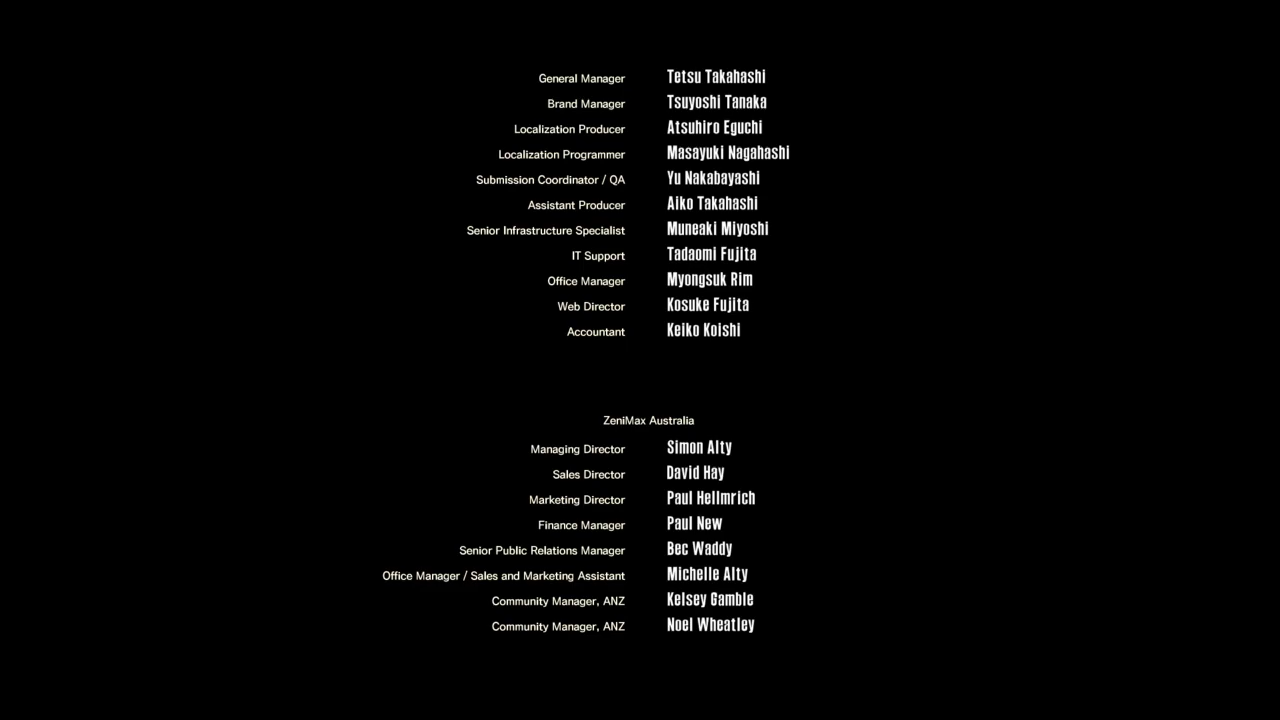 General Manager Tetsu Takahashi
Brand Manager Tsuyoshi Tanaka
Localization Producer Atsuhiro Eguchi
Localization Programmer Masayuki Nagahashi
Submission Coordinator / QA Yu Nakabayashi
Assistant Producer Aiko Takahashi
Senior Infrastructure Specialist Muneaki Miyoshi
IT Support Tadaomi Fujita
Office Manager Myongsuk Rim
Web Director Kosuke Fujita
Accountant Keiko Koishi
ZeniMax Australia
Managing Director Simon Alty
Sales Director David Hay
Marketing Director Paul Hellmrich
Finance Manager Paul New
Senior Public Relations Manager Bec Waddy
Office Manager / Sales and Marketing Assistant Michelle Alty
Community Manager, ANZ Kelsey Gamble
Community Manager, ANZ Noel Wheatley